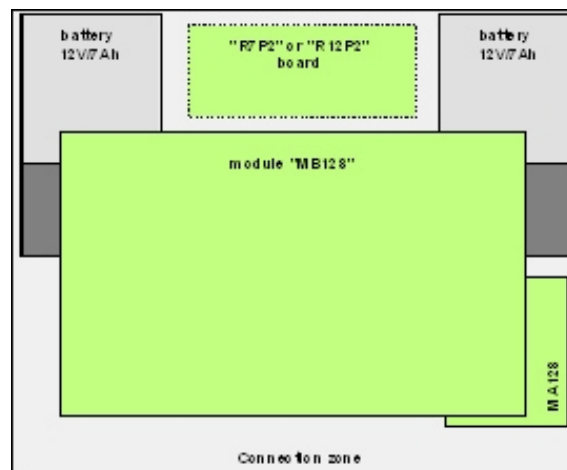 battery
12V/7Ah
"R7P2" or "R12P2"
board
battery
12V/7Ah
module "MB128"
MA128
Connection zone